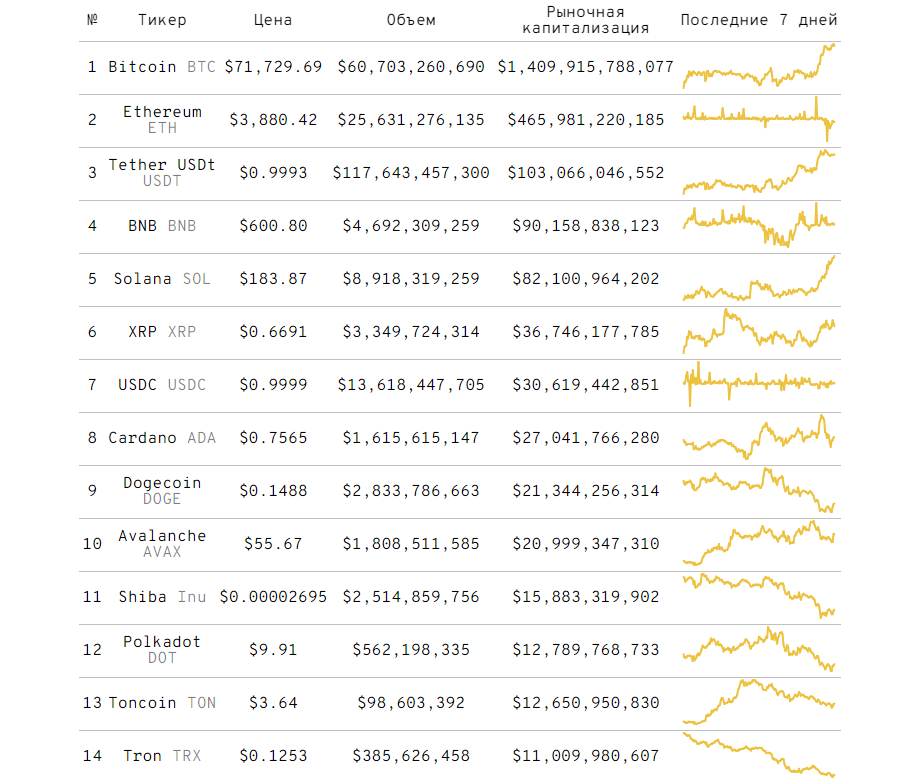 № Тикер Цена Объем Рыночная капитализация Последние 7 дней
1 Bitcoin BTC $71,729.69 $60,703,260,690 $1,409,915,788,077
2 Ethereum ETH $3,880.42 $25,631,276,135 $465,981,220,185
3 Tether USDt USDT $0.9993 $117,643,457,300 $103,066,046,552
4 BNB BNB $600.80 $4,692,309,259 $90,158,838,123
5 Solana SOL $183.87 $8,918,319,259 $82,100,964,202
6 XRP XRP $0.6691 $3,349,724,314 $36,746,177,785
7 USDC USDC $0.9999 $13,618,447,705 $30,619,442,851
8 Cardano ADA $0.7565 $1,615,615,147 $27,041,766,280
9 Dogecoin DOGE $0.1488 $2,833,786,663 $21,344,256,314
10 Avalanche AVAX $55.67 $1,808,511,585 $20,999,347,310
11 Shiba Inu $0.00002695 $2,514,859,756 $15,883,319,902
12 Polkadot DOT $9.91 $562,198,335 $12,789,768,733
13 Toncoin TON $3.64 $98,603,392 $12,650,950,830
14 Tron TRX $0.1253 $385,626,458 $11,009,980,607